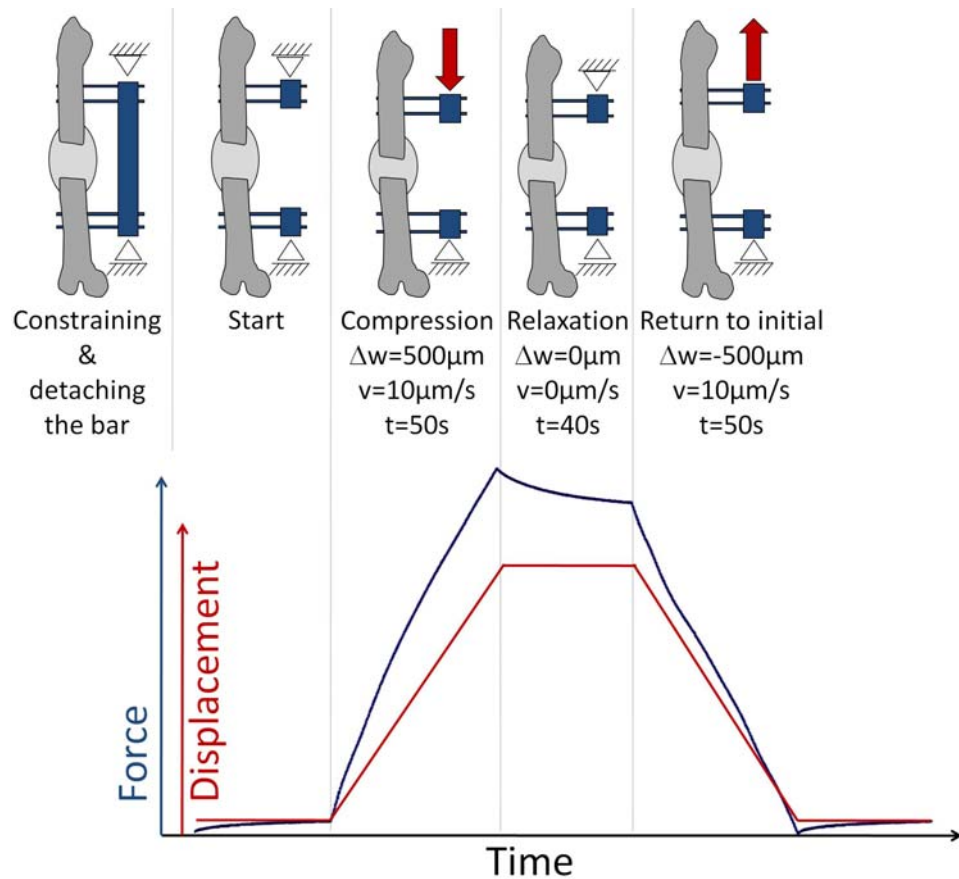 Constraining
&
detaching
the bar
Start
Compression
Δw=500μm
v=10μm/s
t=50s
Relaxation
Δw=0μm
v=0μm/s
t=40s
Return to initial
Δw=-500μm
v=10μm/s
t=50s
Force
Displacement
Time